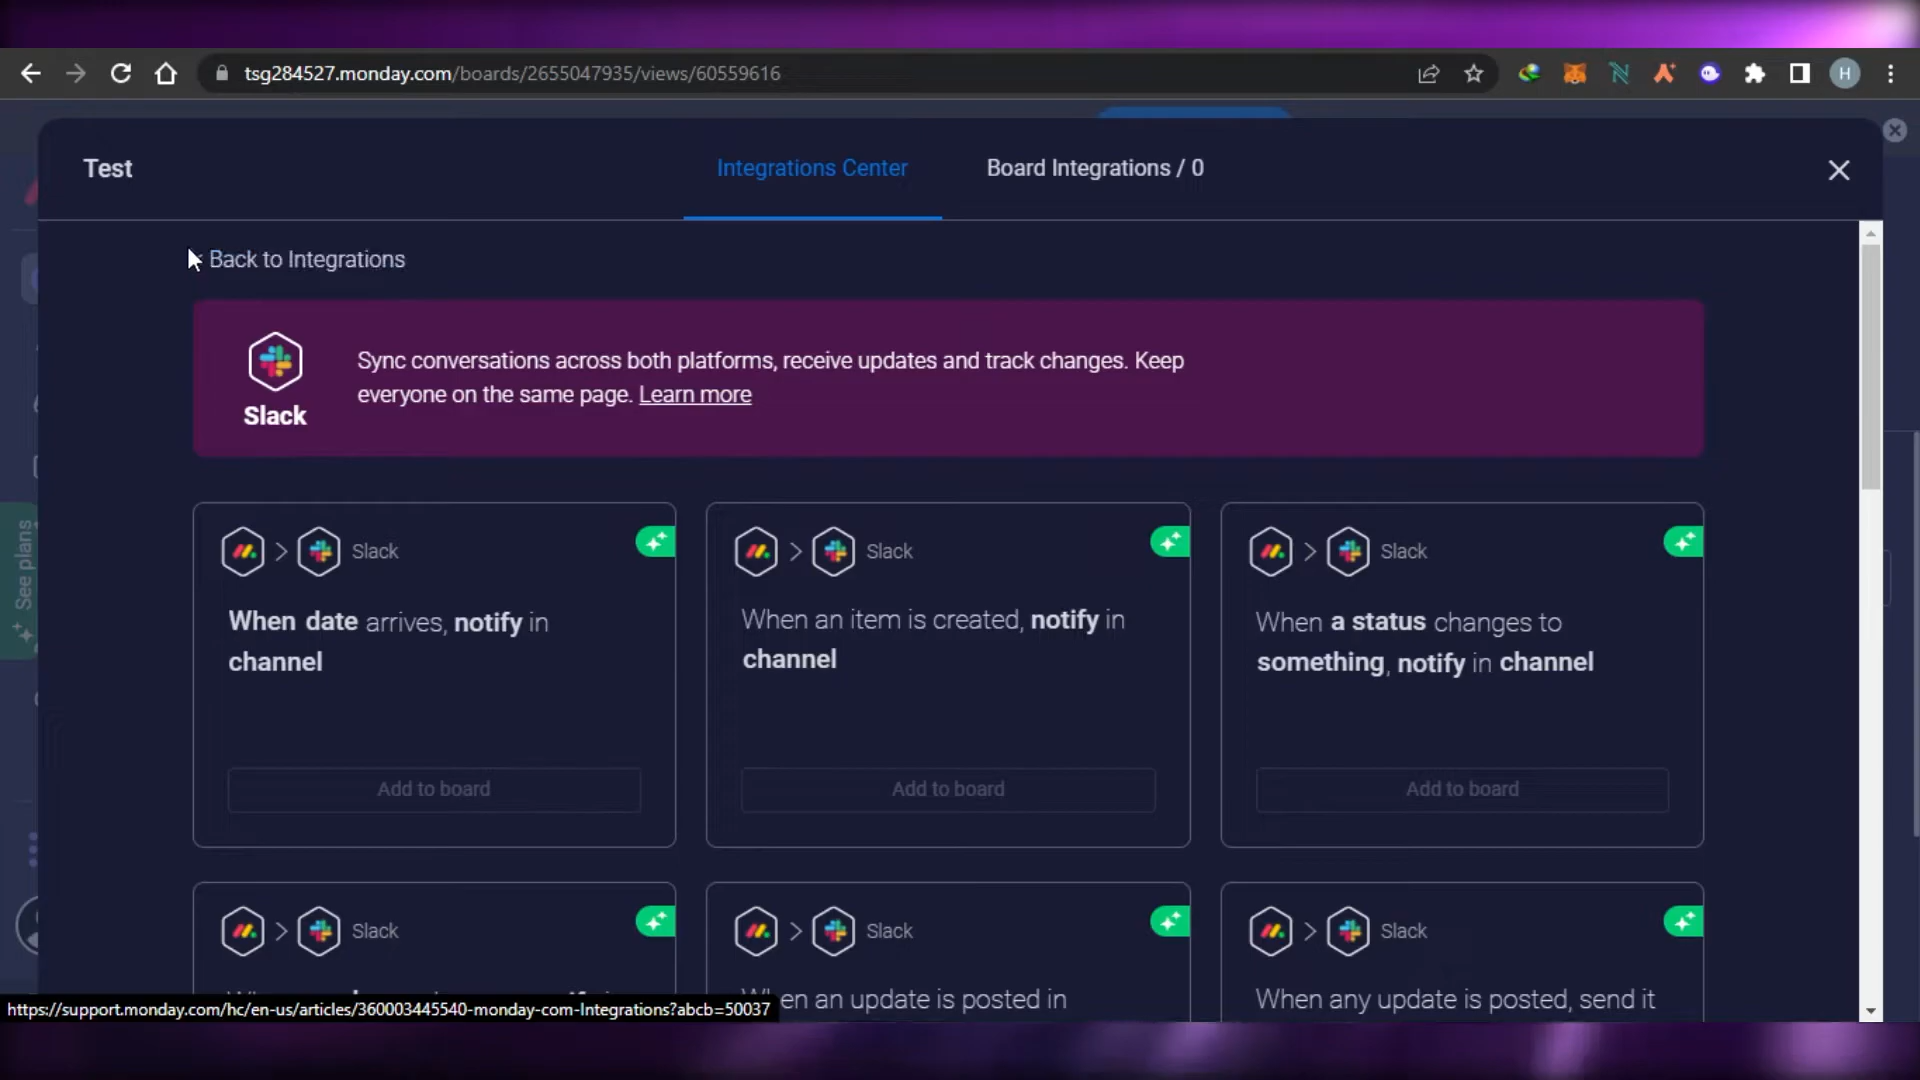 tsg284527.monday.com/boards/2655047935/views/60559616
H
Test
Integrations Center
Board Integrations / 0
Back to Integrations
Slack
Sync conversations across both platforms, receive updates and track changes. Keep
everyone on the same page. Learn more
See plans
Slack
When date arrives, notify in
channel
Add to board
Slack
When an item is created, notify in
channel
Add to board
Slack
When a status changes to
something, notify in channel
Add to board
Slack
Slack
When an update is posted in
Slack
When any update is posted, send it
https://support.monday.com/hc/en-us/articles/360003445540-monday-com-Integrations?abcb=50037